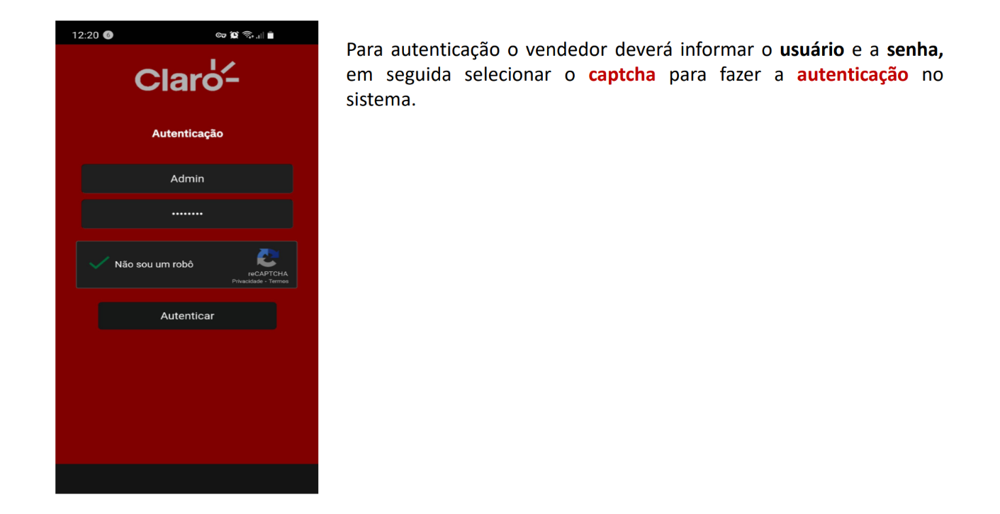 12:20 6
Claro
Autenticação
Admin
••••••••
Não sou um robô
reCAPTCHA
Privacidade - Termos
Autenticar
Para autenticação o vendedor deverá informar o usuário e a senha,
em seguida selecionar o captcha para fazer a autenticação no
sistema.